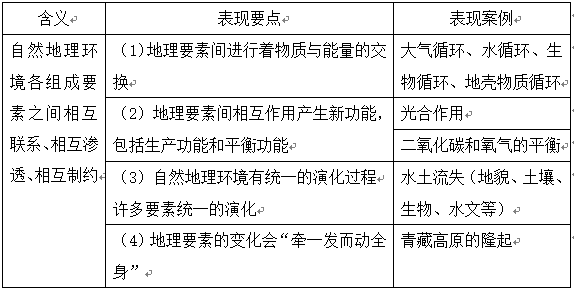 含义
表现要点
表现案例
自然地理环
境各组成要
素之间相互
联系、相互渗
透、相互制约
（1）地理要素间进行着物质与能量的交
换
大气循环、水循环、生
物循环、地壳物质循环
（2）地理要素间相互作用产生新功能，
包括生产功能和平衡功能
光合作用
二氧化碳和氧气的平衡
（3）自然地理环境有统一的演化过程
许多要素统一的演化
水土流失（地貌、土壤、
生物、水文等）
（4）地理要素的变化会“牵一发而动全
身”
青藏高原的隆起